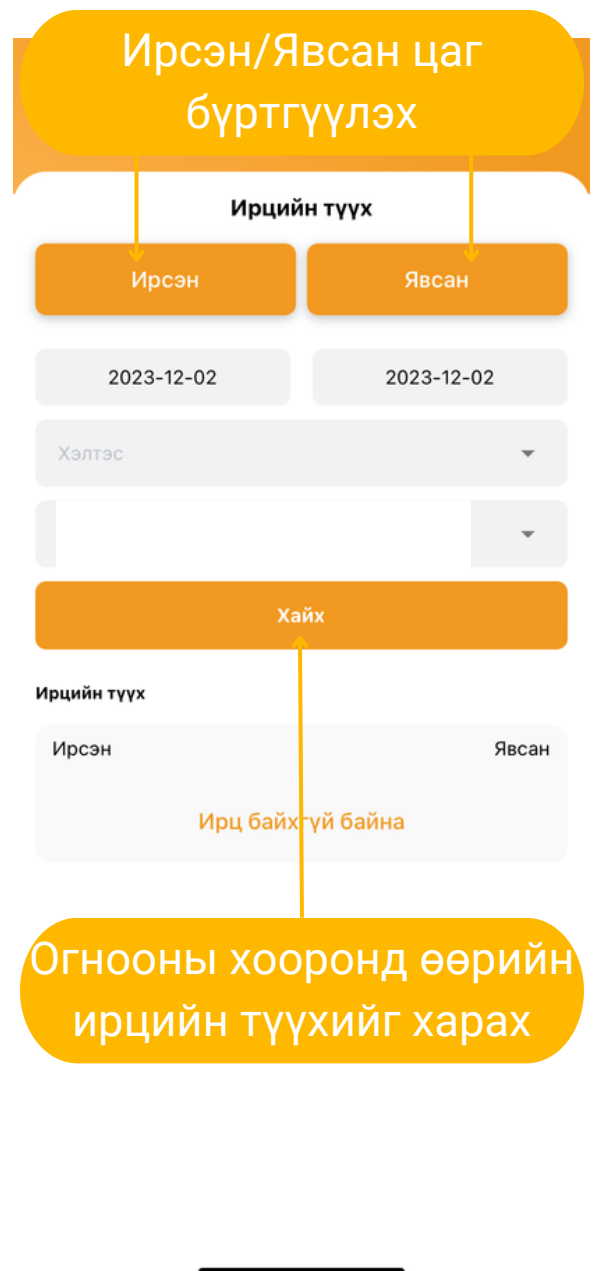 Ирсэн/Явсан цаг
бүртгүүлэх
Ирцийн түүх
Ирсэн
Явсан
2023-12-02
2023-12-02
Хэлтэс
Хайх
Ирцийн түүх
Ирсэн
Явсан
Ирц байхгүй байна
Огнооны хооронд өөрийн
ирцийн түүхийг харах